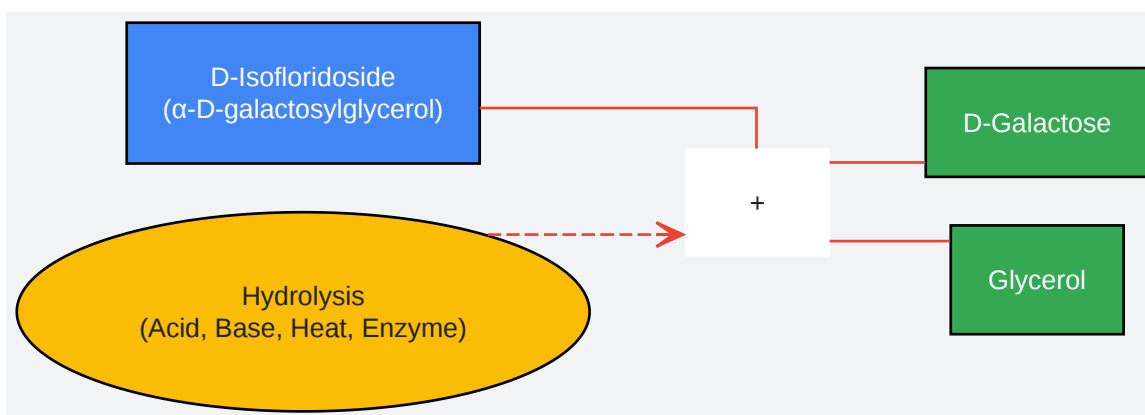 D-Isofloridoside
(α-D-galactosylglycerol)
D-Galactose
+
Glycerol
Hydrolysis
(Acid, Base, Heat, Enzyme)